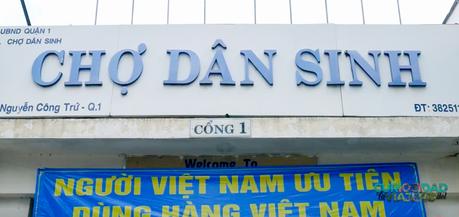 UBND QUẬN 1
CHỢ DÂN SINH
CHỢ DÂN SINH
Nguyễn Công Trứ - Q.1
ĐT: 38251
CỔNG 1
Welcome To
NGƯỜI VIỆT NAM ƯU TIÊN
DÙNG HÀNG VIỆT NAM